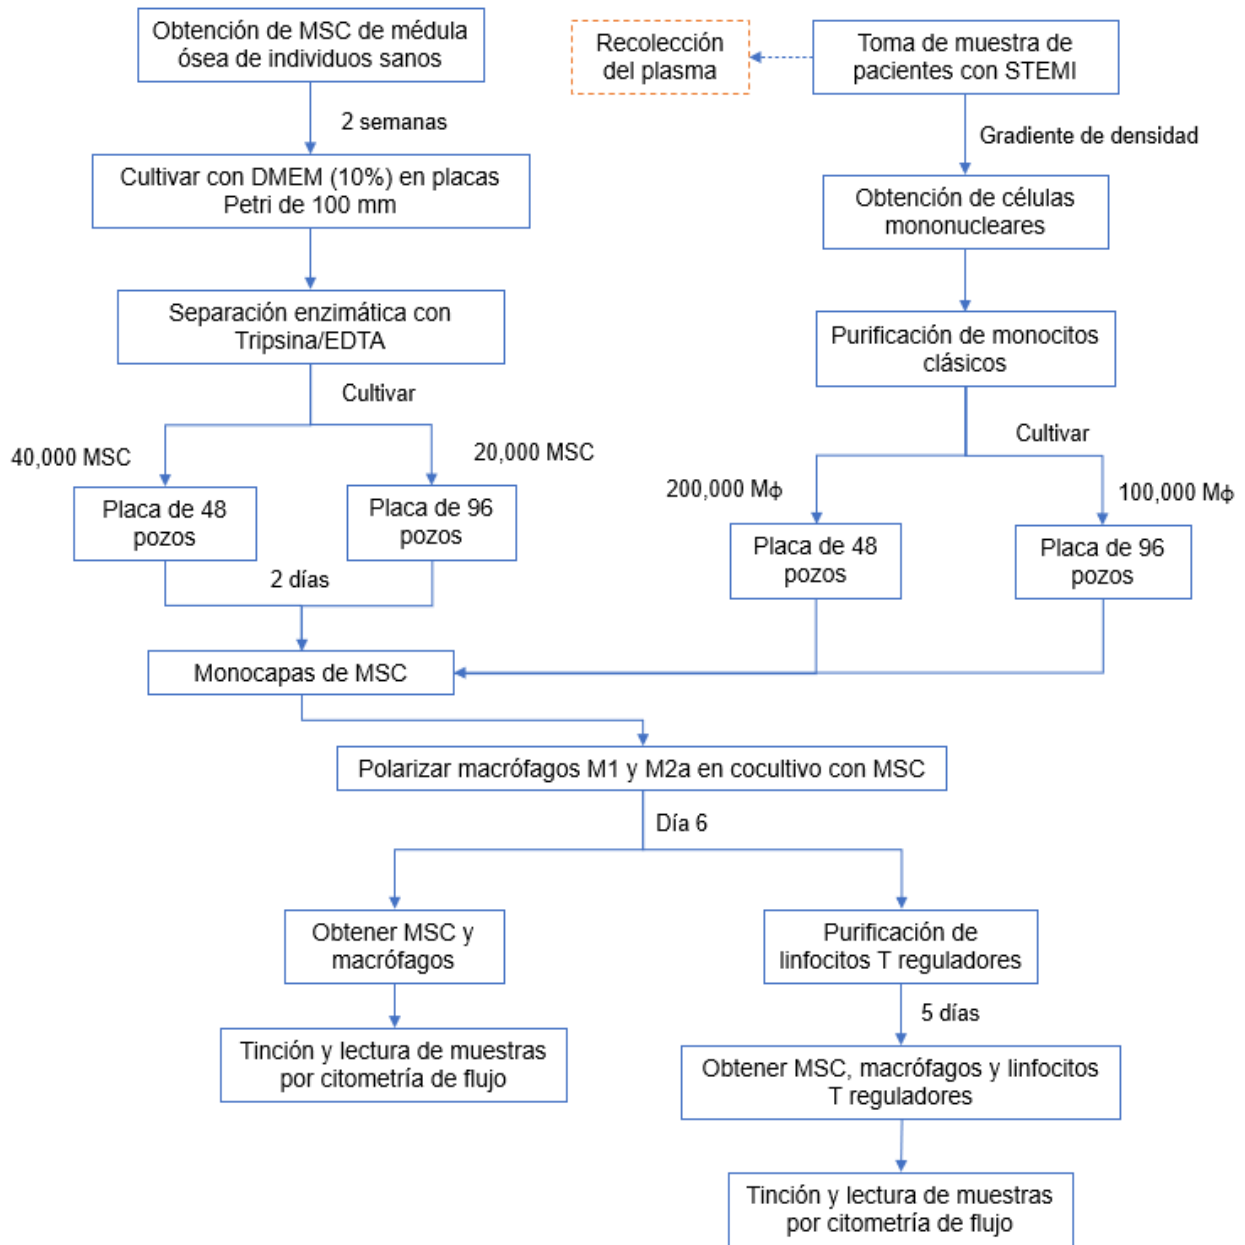 Obtención de MSC de médula
ósea de individuos sanos
2 semanas
Cultivar con DMEM (10%) en placas
Petri de 100 mm
Separación enzimática con
Tripsina/EDTA
Cultivar
40,000 MSC
20,000 MSC
Placa de 48
pozos
Placa de 96
pozos
2 días
Monocapas de MSC
Recolección
del plasma
Toma de muestra de
pacientes con STEMI
Gradiente de densidad
Obtención de células
mononucleares
Purificación de monocitos
clásicos
Cultivar
200,000 Mϕ
100,000 Mϕ
Placa de 48
pozos
Placa de 96
pozos
Polarizar macrófagos M1 y M2a en cocultivo con MSC
Día 6
Obtener MSC y
macrófagos
Tinción y lectura de muestras
por citometría de flujo
Purificación de
linfocitos T reguladores
5 días
Obtener MSC, macrófagos y linfocitos
T reguladores
Tinción y lectura de muestras
por citometría de flujo